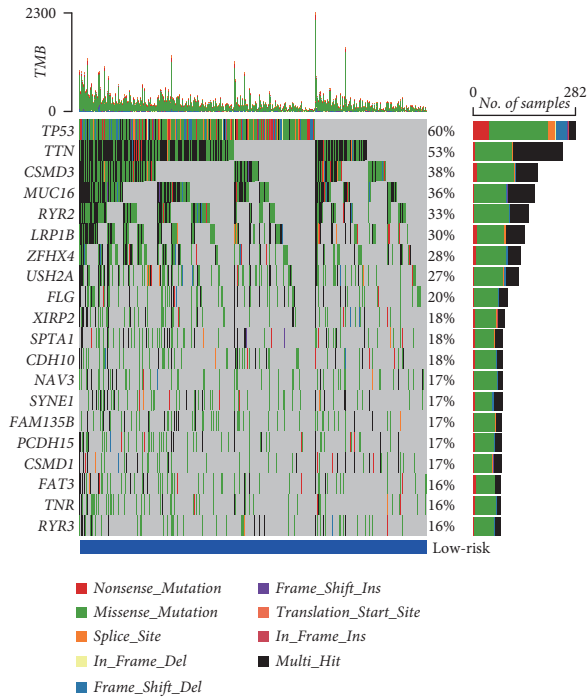 2300
TMB
0
0 282
No. of samples
TP53 60%
TTN 53%
CSMD3 38%
MUC16 36%
RYR2 33%
LRP1B 30%
ZFHX4 28%
USH2A 27%
FLG 20%
XIRP2 18%
SPTA1 18%
CDH10 18%
NAV3 17%
SYNE1 17%
FAM135B 17%
PCDH15 17%
CSMD1 17%
FAT3 16%
TNR 16%
RYR3 16%
Low-risk
Nonsense_Mutation
Missense_Mutation
Splice_Site
In_Frame_Del
Frame_Shift_Del
Frame_Shift_Ins
Translation_Start_Site
In_Frame_Ins
Multi_Hit